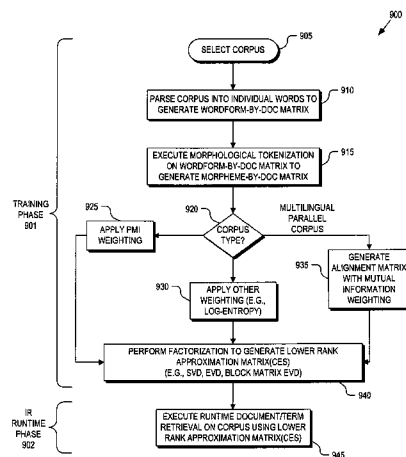 900
SELECT CORPUS
905
PARSE CORPUS INTO INDIVIDUAL WORDS TO
GENERATE WORDFORM-BY-DOC MATRIX
910
EXECUTE MORPHOLOGICAL TOKENIZATION
ON WORDFORM-BY-DOC MATRIX TO
GENERATE MORPHEME-BY-DOC MATRIX
915
TRAINING
PHASE
901
925
APPLY PMI
WEIGHTING
920
CORPUS
TYPE?
MULTILINGUAL
PARALLEL
CORPUS
935
GENERATE
ALIGNMENT MATRIX
WITH MUTUAL
INFORMATION
WEIGHTING
930
APPLY OTHER
WEIGHTING (E.G.,
LOG-ENTROPY)
PERFORM FACTORIZATION TO GENERATE LOWER RANK
APPROXIMATION MATRIX(CES)
(E.G., SVD, EVD, BLOCK MATRIX EVD)
940
IR
RUNTIME
PHASE
902
EXECUTE RUNTIME DOCUMENT/TERM
RETRIEVAL ON CORPUS USING LOWER
RANK APPROXIMATION MATRIX(CES)
945